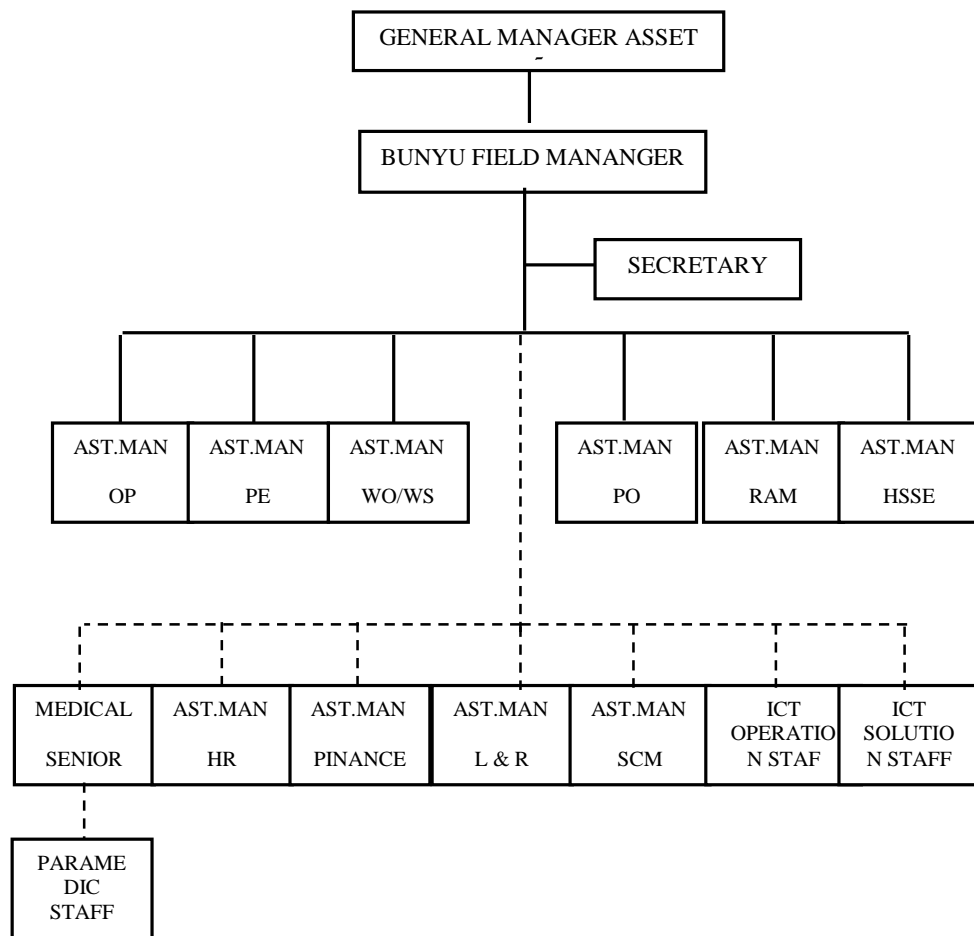 GENERAL MANAGER ASSET
-
BUNYU FIELD MANANGER
SECRETARY
AST.MAN
OP
AST.MAN
PE
AST.MAN
WO/WS
AST.MAN
PO
AST.MAN
RAM
AST.MAN
HSSE
MEDICAL
SENIOR
AST.MAN
HR
AST.MAN
PINANCE
AST.MAN
L & R
AST.MAN
SCM
ICT
OPERATIO
N STAF
ICT
SOLUTIO
N STAFF
PARAME
DIC
STAFF